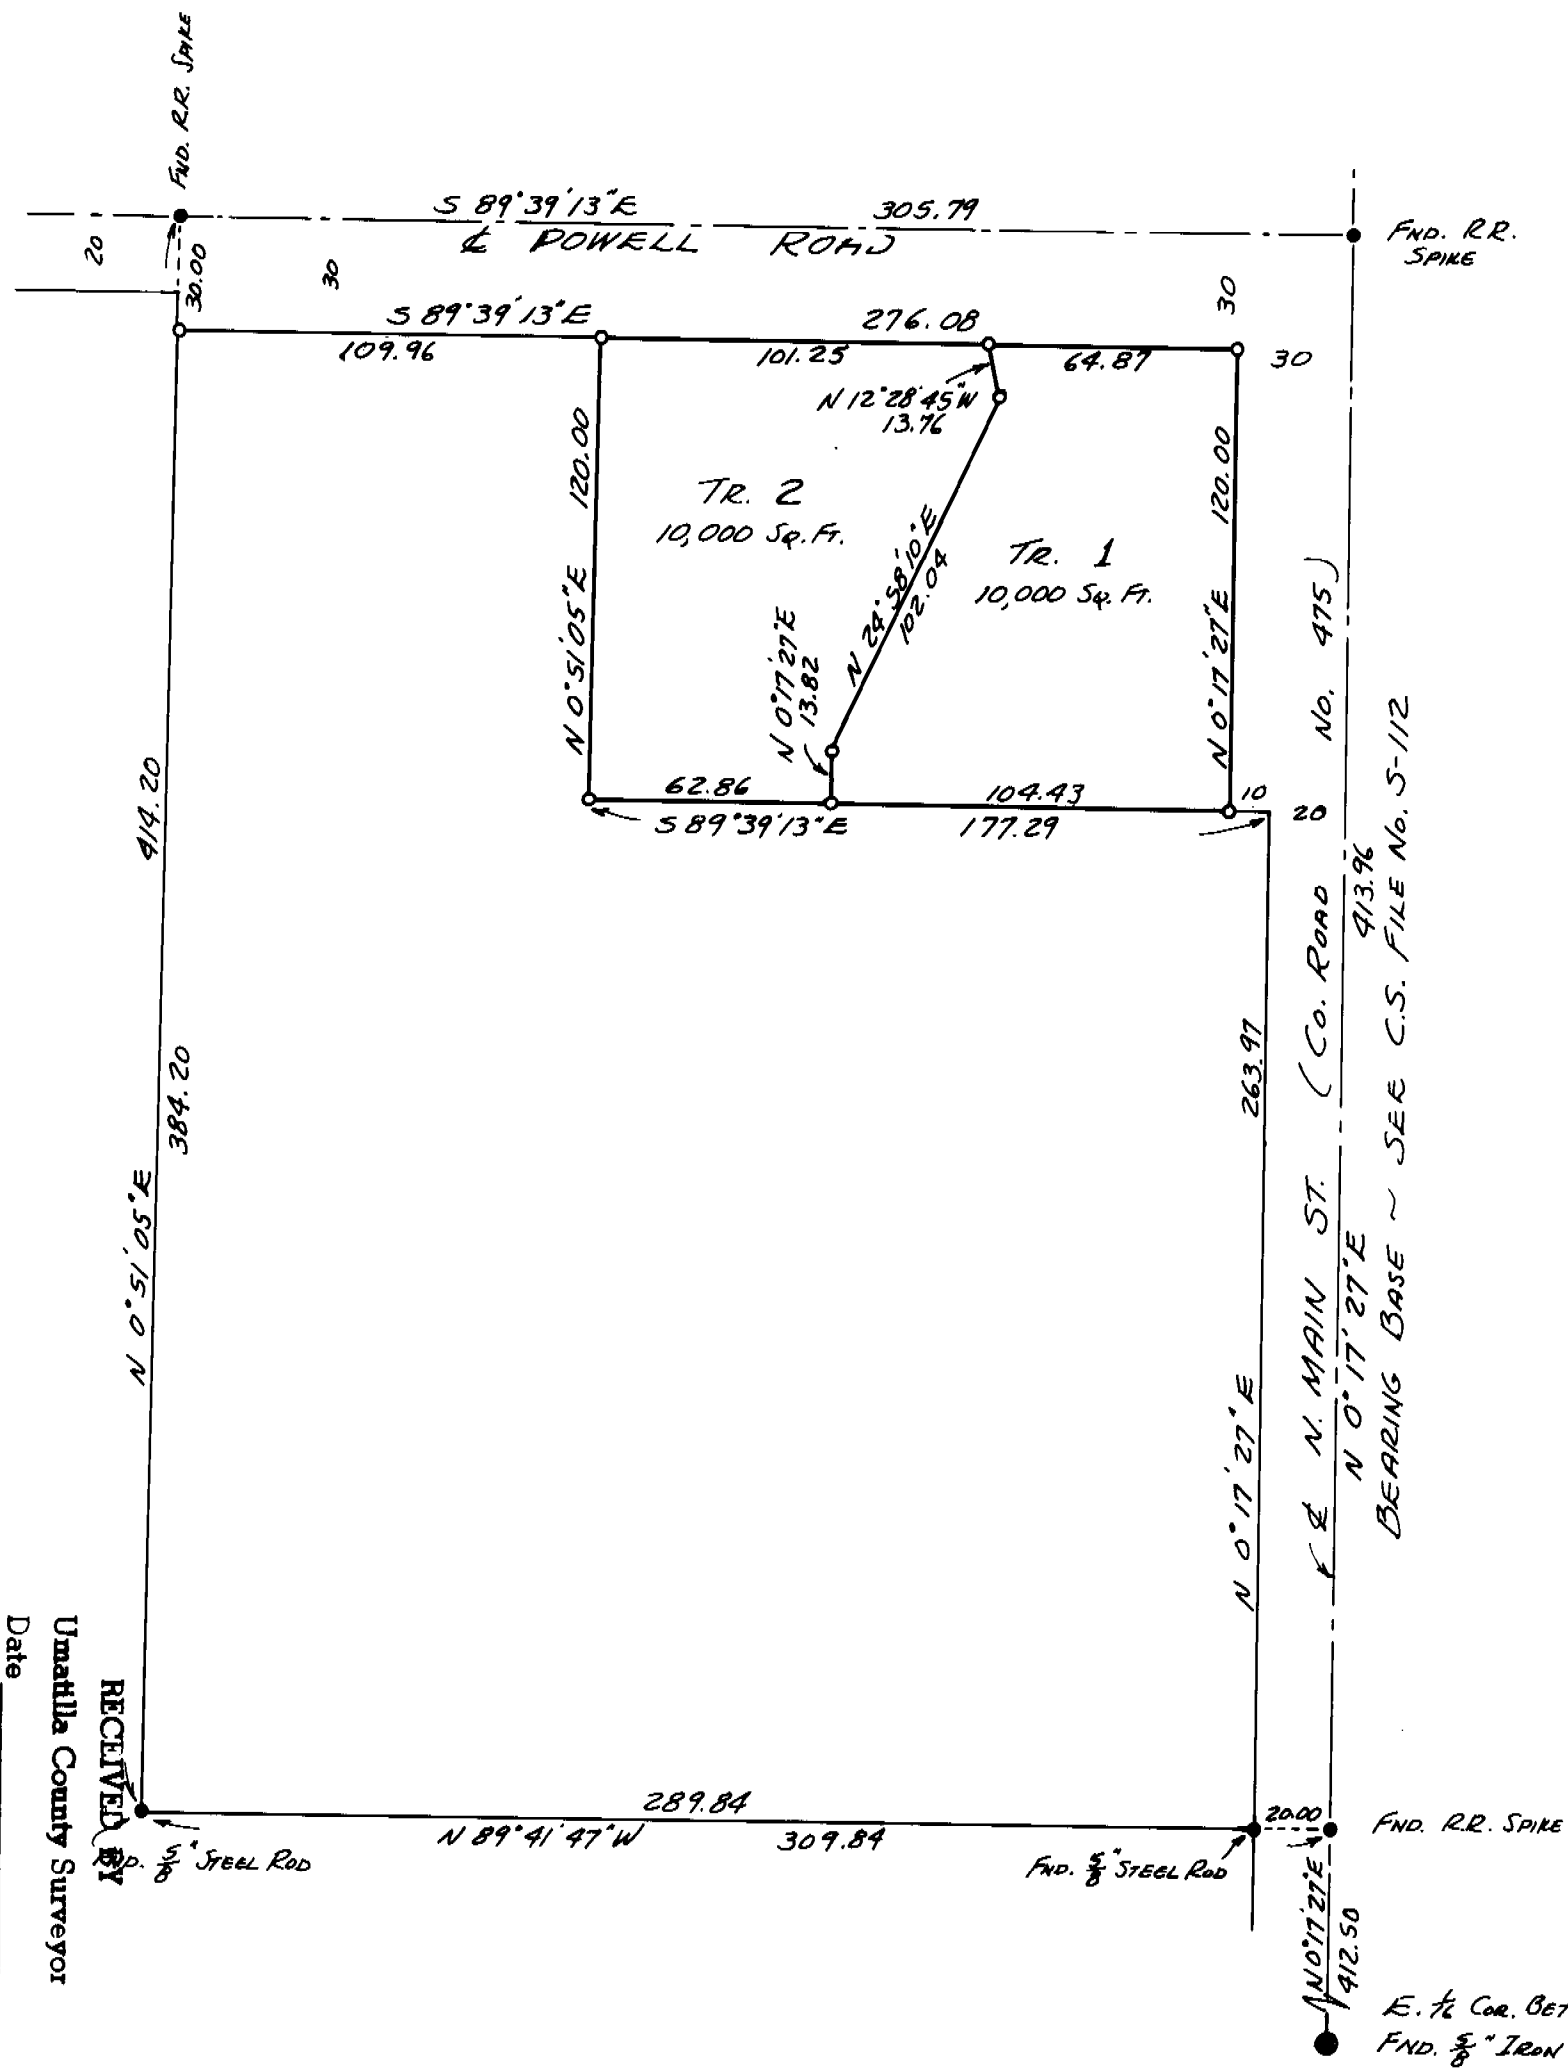 FND. R.R. SPIKE
S 89°39'13"E 305.79
℄ POWELL ROAD
FND. R.R.
SPIKE
20
30.00
30
30
S 89°39'13"E 276.08
109.96
101.25
64.87
30
N 12°28'45"W
13.76
120.00
N 0°51'05"E
TR. 2
10,000 SQ. FT.
N 24°58'10"E
102.04
TR. 1
10,000 SQ. FT.
120.00
N 0°17'27"E
N 0°17'27"E
13.82
62.86
104.43
10
S 89°39'13"E
177.29
20
414.20
384.20
N 0°51'05"E
263.97
N 0°17'27"E
℄ N. MAIN ST. (CO. ROAD NO. 475)
413.96
N 0°17'27"E
BEARING BASE ~ SEE C.S. FILE NO. S-112
289.84
N 89°41'47"W 309.84
5/8" STEEL ROD
FND. 5/8" STEEL ROD
20.00
FND. R.R. SPIKE
N 0°17'27"E
412.50
E. 1/16 COR. BET
FND. 5/8" IRON
RECEIVED BY
Umatilla County Surveyor
Date